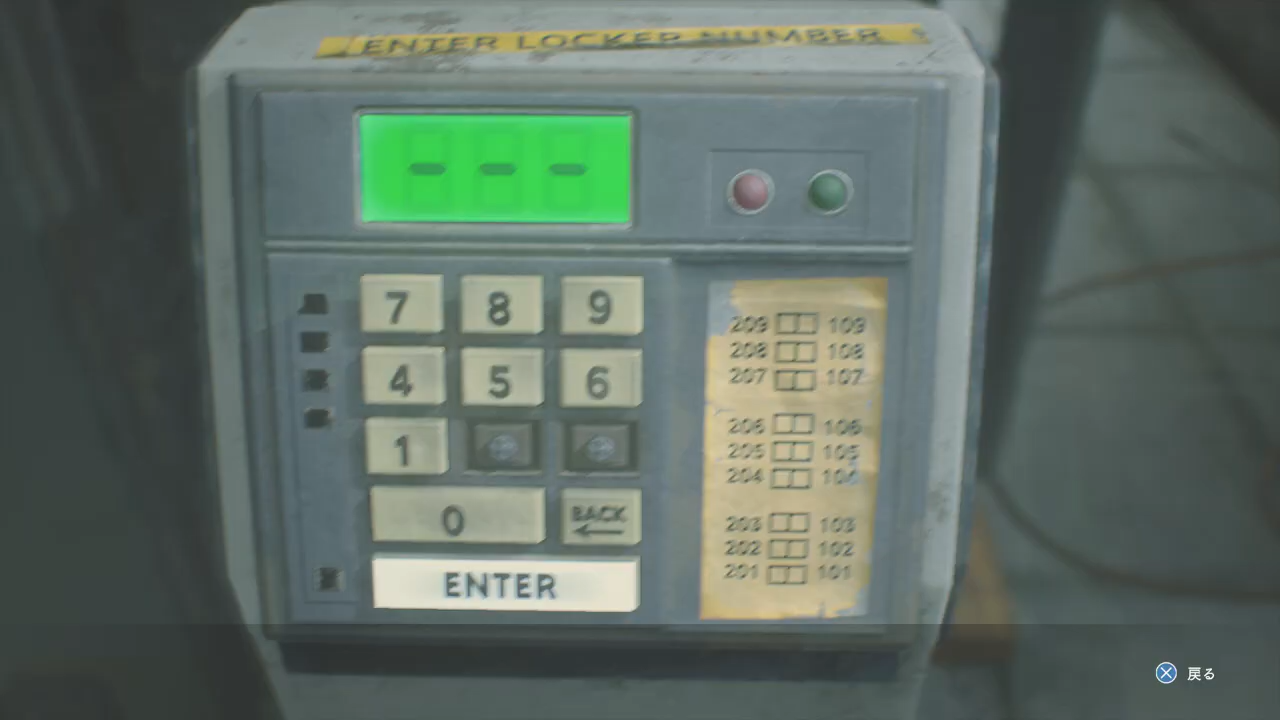 ENTER LOCKER NUMBER
- - -
7 8 9
4 5 6
1
0 BACK
ENTER
209 109
208 108
207 107
206 106
205 105
204 104
203 103
202 102
201 101
戻る